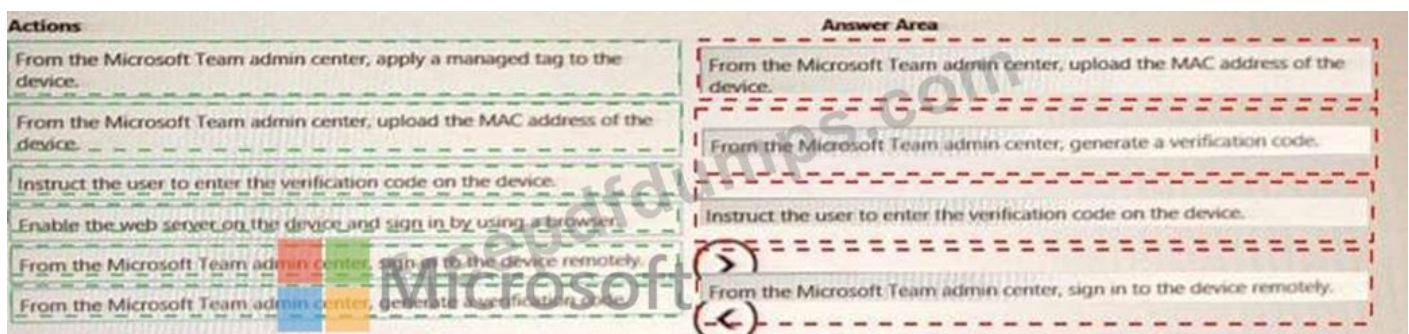 Actions
From the Microsoft Team admin center, apply a managed tag to the
device.
From the Microsoft Team admin center, upload the MAC address of the
device.
Instruct the user to enter the verification code on the device.
Enable the web server on the device and sign in by using a browser.
From the Microsoft Team admin center, sign in to the device remotely.
From the Microsoft Team admin center, generate a verification code.
Answer Area
From the Microsoft Team admin center, upload the MAC address of the
device.
From the Microsoft Team admin center, generate a verification code.
Instruct the user to enter the verification code on the device.
From the Microsoft Team admin center, sign in to the device remotely.
Microsoft